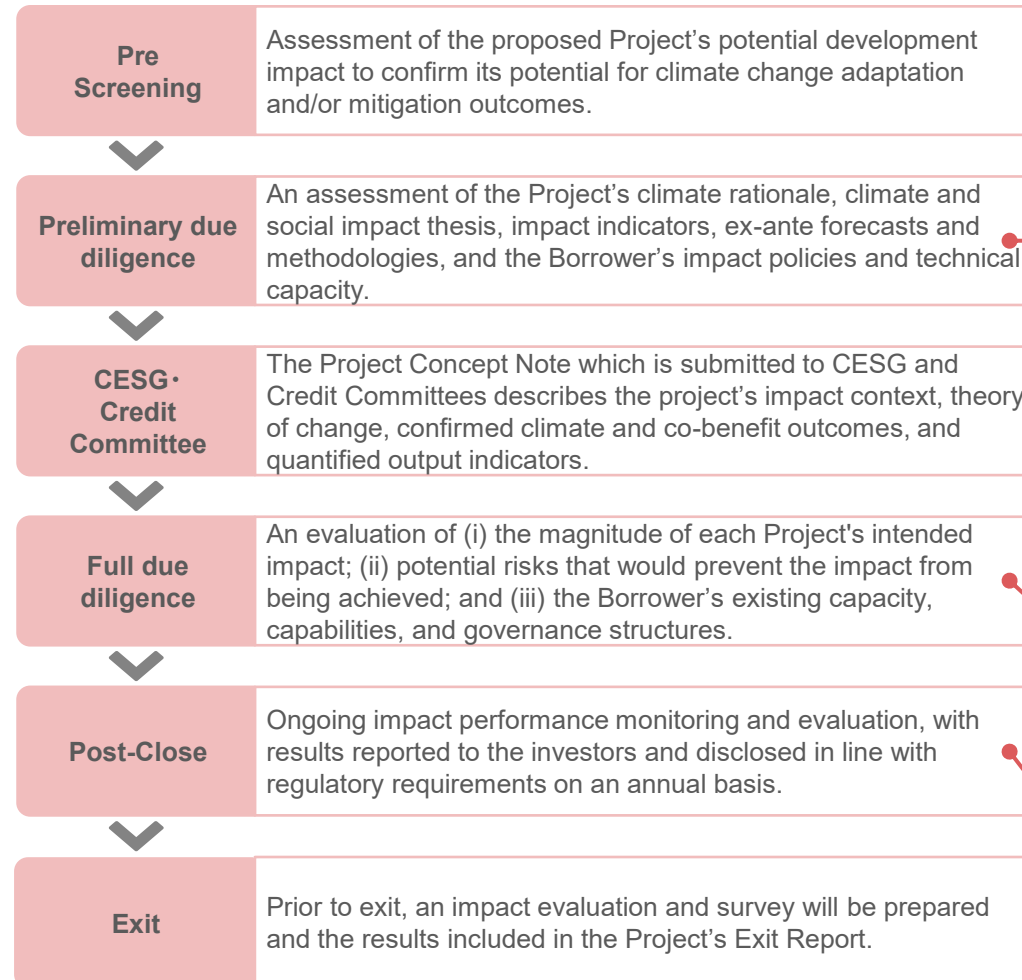 Pre
Screening
Assessment of the proposed Project’s potential development
impact to confirm its potential for climate change adaptation
and/or mitigation outcomes.
Preliminary due
diligence
An assessment of the Project’s climate rationale, climate and
social impact thesis, impact indicators, ex-ante forecasts and
methodologies, and the Borrower’s impact policies and technical
capacity.
CESG・
Credit
Committee
The Project Concept Note which is submitted to CESG and
Credit Committees describes the project’s impact context, theory
of change, confirmed climate and co-benefit outcomes, and
quantified output indicators.
Full due
diligence
An evaluation of (i) the magnitude of each Project's intended
impact; (ii) potential risks that would prevent the impact from
being achieved; and (iii) the Borrower’s existing capacity,
capabilities, and governance structures.
Post-Close
Ongoing impact performance monitoring and evaluation, with
results reported to the investors and disclosed in line with
regulatory requirements on an annual basis.
Exit
Prior to exit, an impact evaluation and survey will be prepared
and the results included in the Project’s Exit Report.